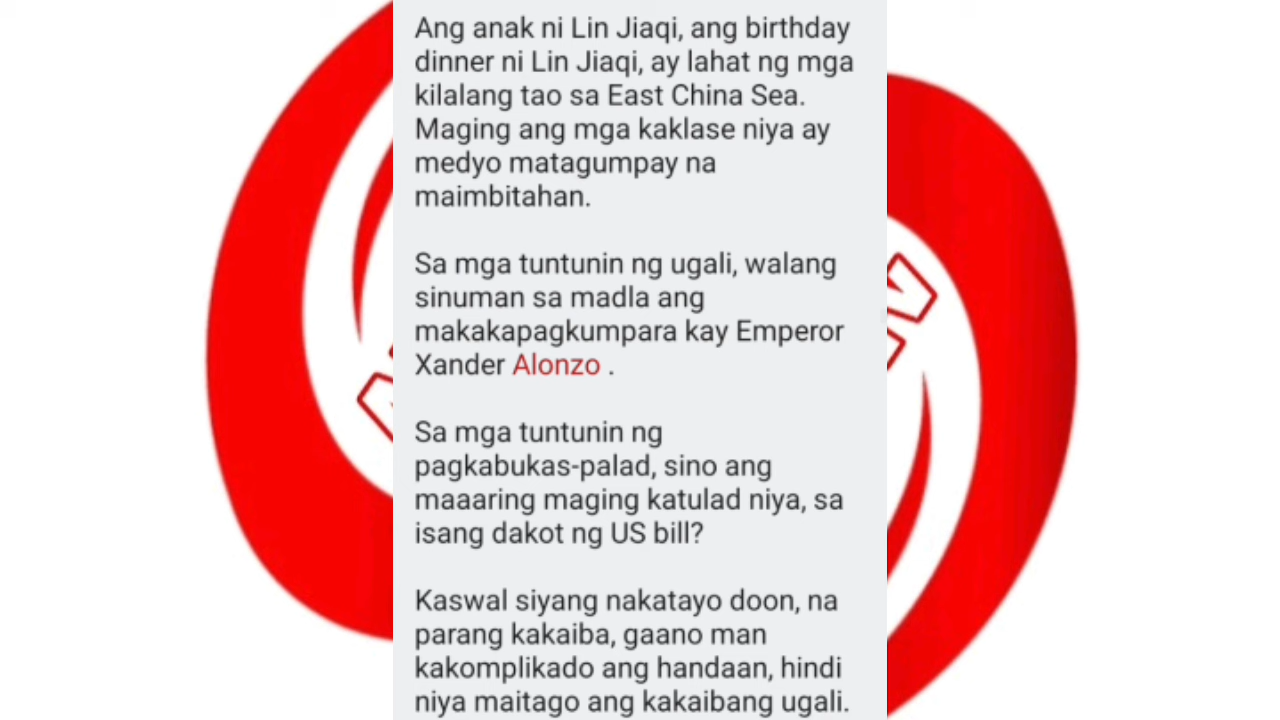 Ang anak ni Lin Jiaqi, ang birthday
dinner ni Lin Jiaqi, ay lahat ng mga
kilalang tao sa East China Sea.
Maging ang mga kaklase niya ay
medyo matagumpay na
maimbitahan.
Sa mga tuntunin ng ugali, walang
sinuman sa madla ang
makakapagkumpara kay Emperor
Xander Alonzo .
Sa mga tuntunin ng
pagkabukas-palad, sino ang
maaaring maging katulad niya, sa
isang dakot ng US bill?
Kaswal siyang nakatayo doon, na
parang kakaiba, gaano man
kakomplikado ang handaan, hindi
niya maitago ang kakaibang ugali.